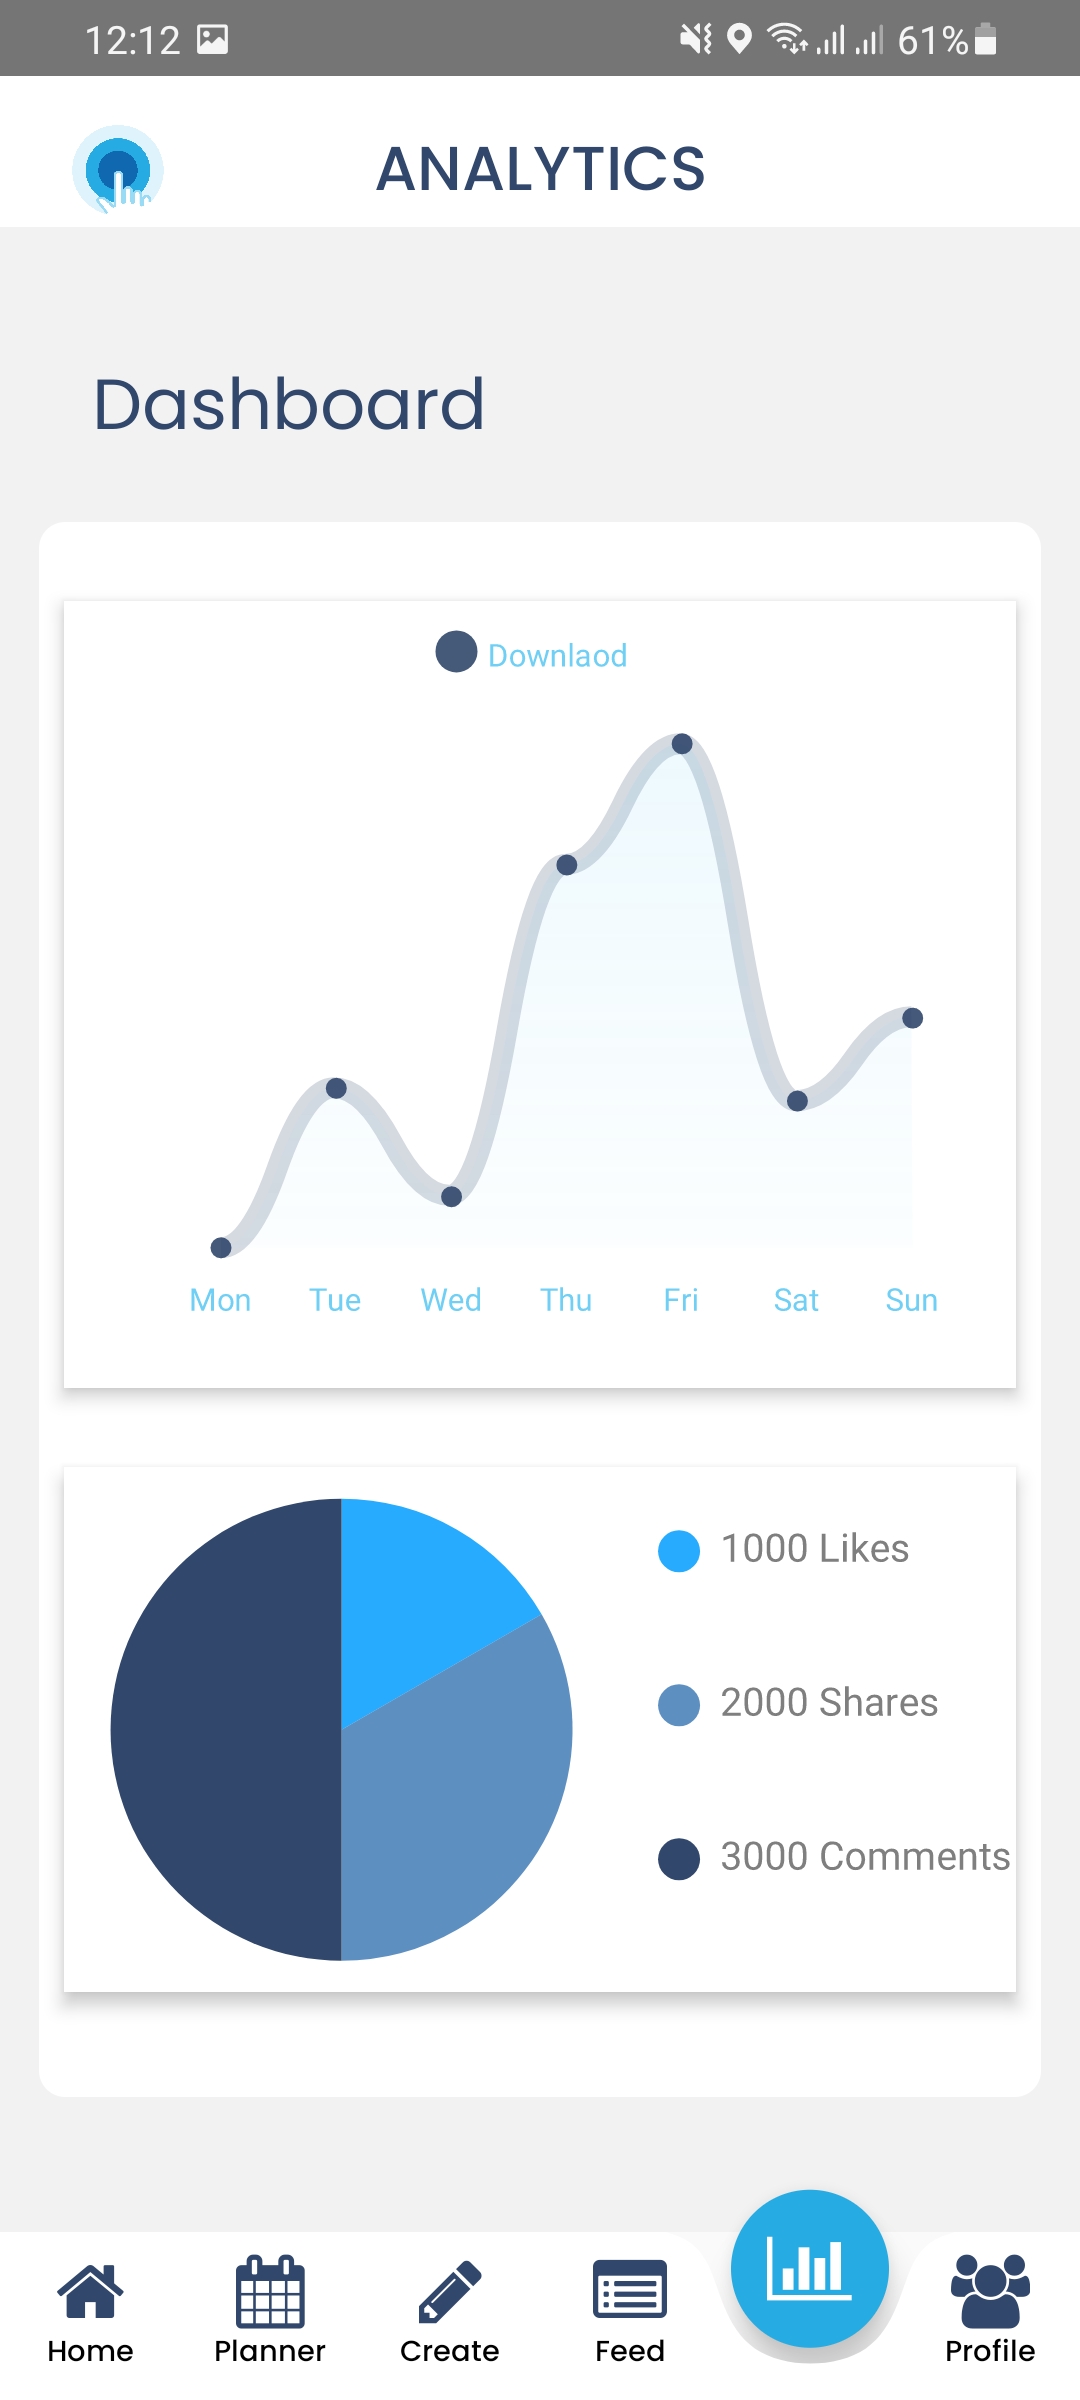 12:12 61%
ANALYTICS
Dashboard
Downlaod
Mon Tue Wed Thu Fri Sat Sun
1000 Likes
2000 Shares
3000 Comments
Home Planner Create Feed Profile